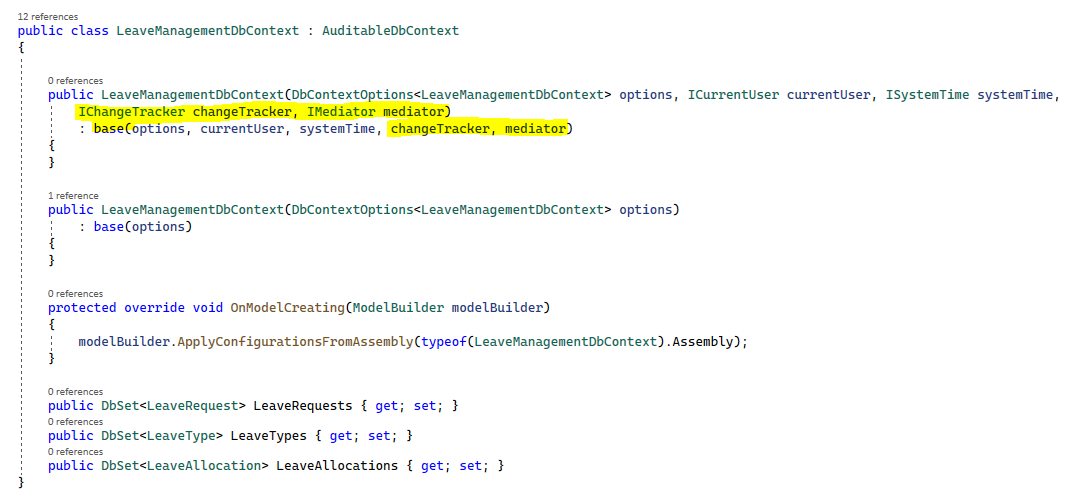 12 references
public class LeaveManagementDbContext : AuditableDbContext
{
0 references
public LeaveManagementDbContext(DbContextOptions<LeaveManagementDbContext> options, ICurrentUser currentUser, ISystemTime systemTime,
IChangeTracker changeTracker, IMediator mediator)
: base(options, currentUser, systemTime, changeTracker, mediator)
{
}
1 reference
public LeaveManagementDbContext(DbContextOptions<LeaveManagementDbContext> options)
: base(options)
{
}
0 references
protected override void OnModelCreating(ModelBuilder modelBuilder)
{
modelBuilder.ApplyConfigurationsFromAssembly(typeof(LeaveManagementDbContext).Assembly);
}
0 references
public DbSet<LeaveRequest> LeaveRequests { get; set; }
0 references
public DbSet<LeaveType> LeaveTypes { get; set; }
0 references
public DbSet<LeaveAllocation> LeaveAllocations { get; set; }
}